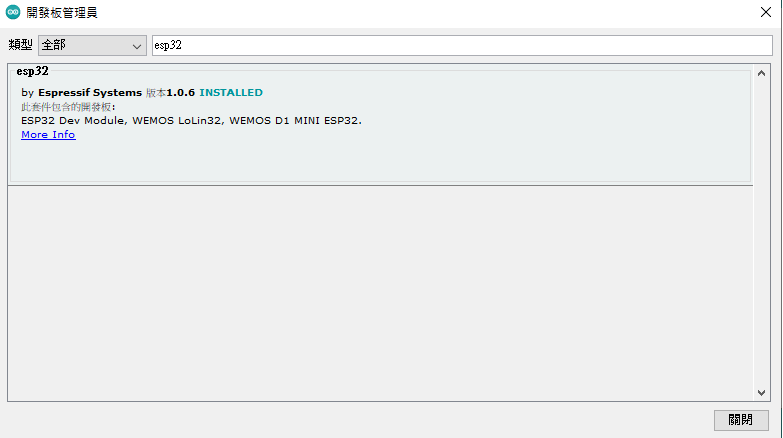 開發板管理員
類型 全部 esp32
esp32
by Espressif Systems 版本1.0.6 INSTALLED
此套件包含的開發板:
ESP32 Dev Module, WEMOS LoLin32, WEMOS D1 MINI ESP32.
More Info
關閉